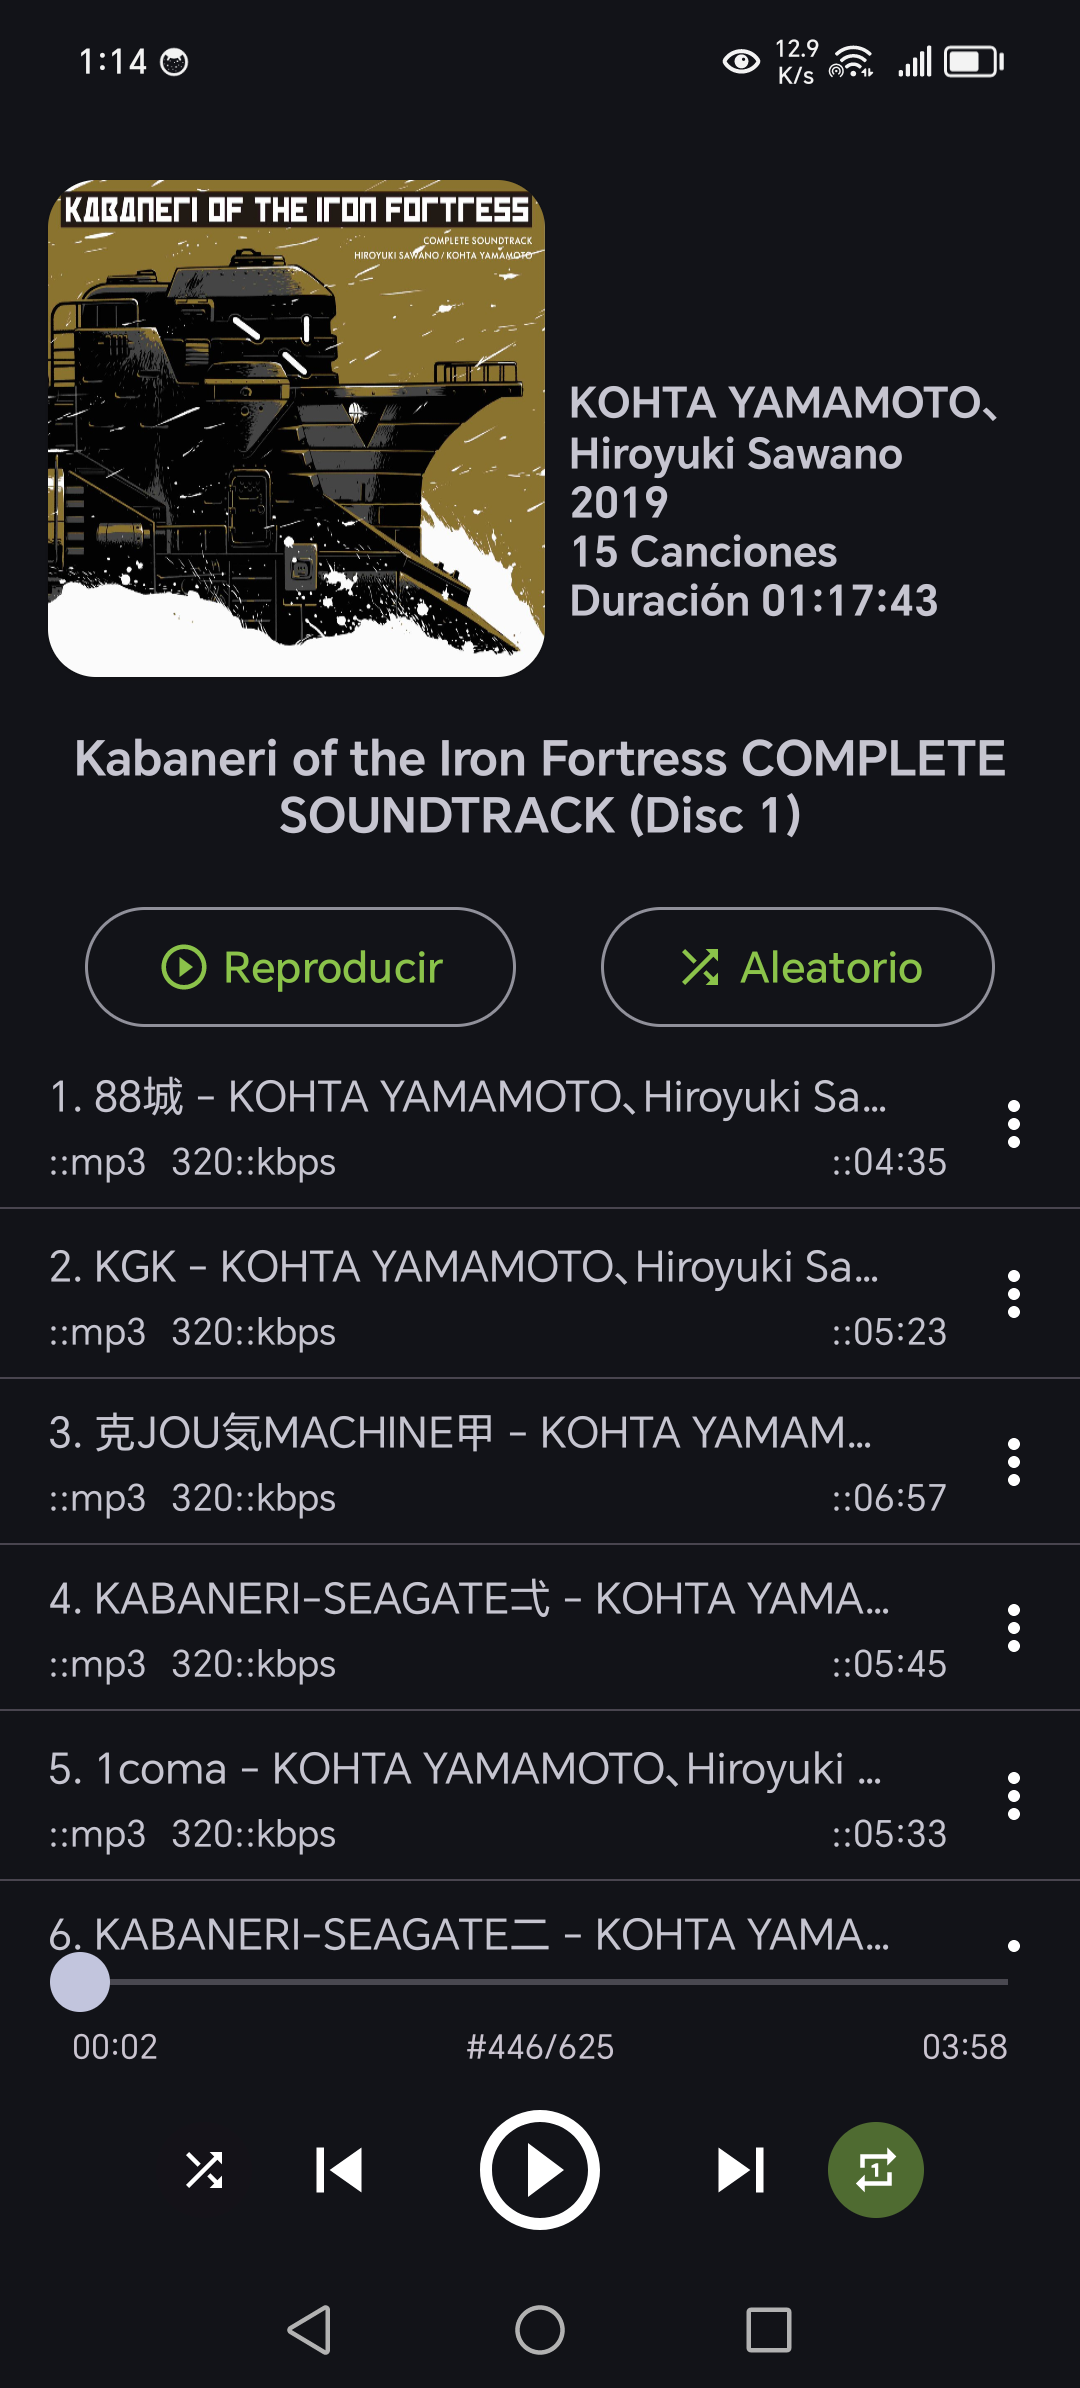 1:14
12.9
K/s
KABANERI OF THE IRON FORTRESS
COMPLETE SOUNDTRACK
HIROYUKI SAWANO / KOHTA YAMAMOTO
KOHTA YAMAMOTO、
Hiroyuki Sawano
2019
15 Canciones
Duración 01:17:43
Kabaneri of the Iron Fortress COMPLETE
SOUNDTRACK (Disc 1)
Reproducir
Aleatorio
1. 88城 - KOHTA YAMAMOTO、Hiroyuki Sa...
::mp3 320::kbps ::04:35
2. KGK - KOHTA YAMAMOTO、Hiroyuki Sa...
::mp3 320::kbps ::05:23
3. 克JOU気MACHINE甲 - KOHTA YAMAM...
::mp3 320::kbps ::06:57
4. KABANERI-SEAGATE弍 - KOHTA YAMA...
::mp3 320::kbps ::05:45
5. 1coma - KOHTA YAMAMOTO、Hiroyuki ...
::mp3 320::kbps ::05:33
6. KABANERI-SEAGATE二 - KOHTA YAMA...
00:02 #446/625 03:58
1